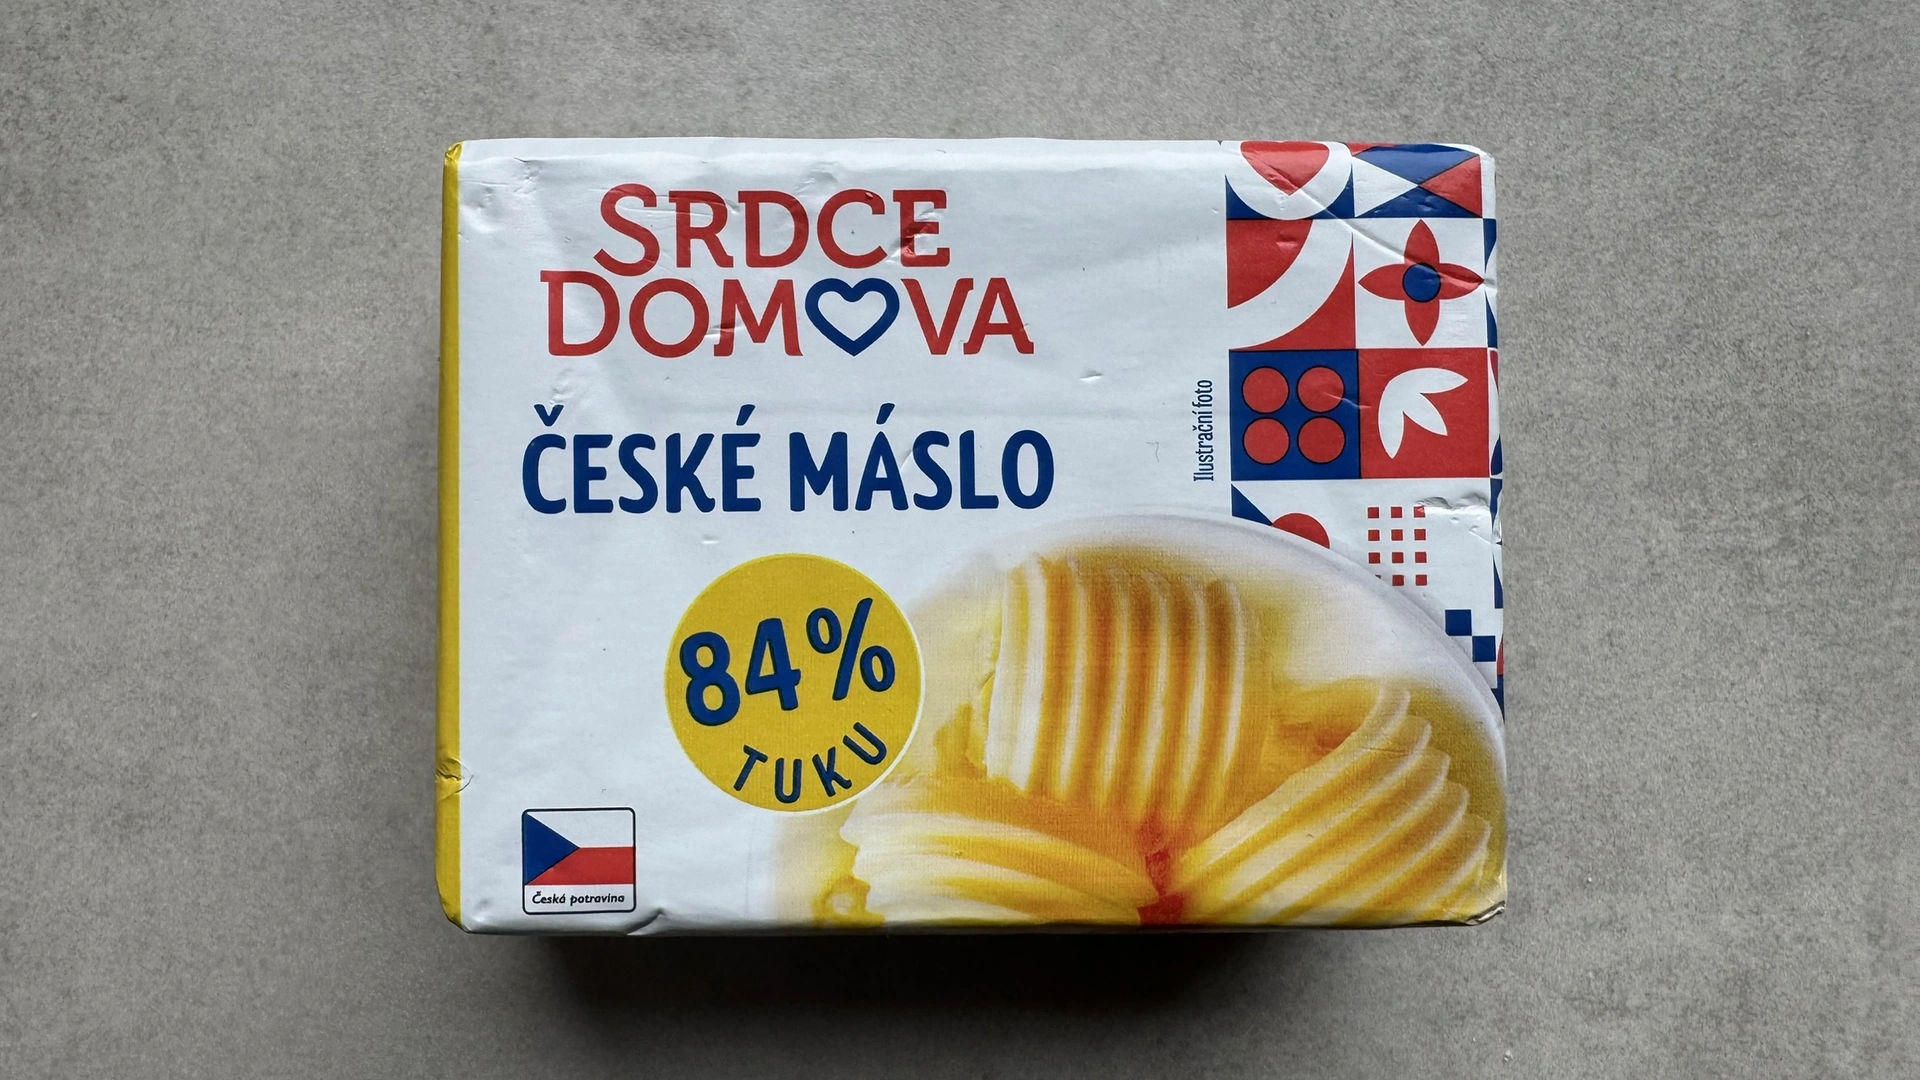 SRDCE
DOMOVA
ČESKÉ MÁSLO
Ilustrační foto
84%
TUKU
Česká potravina